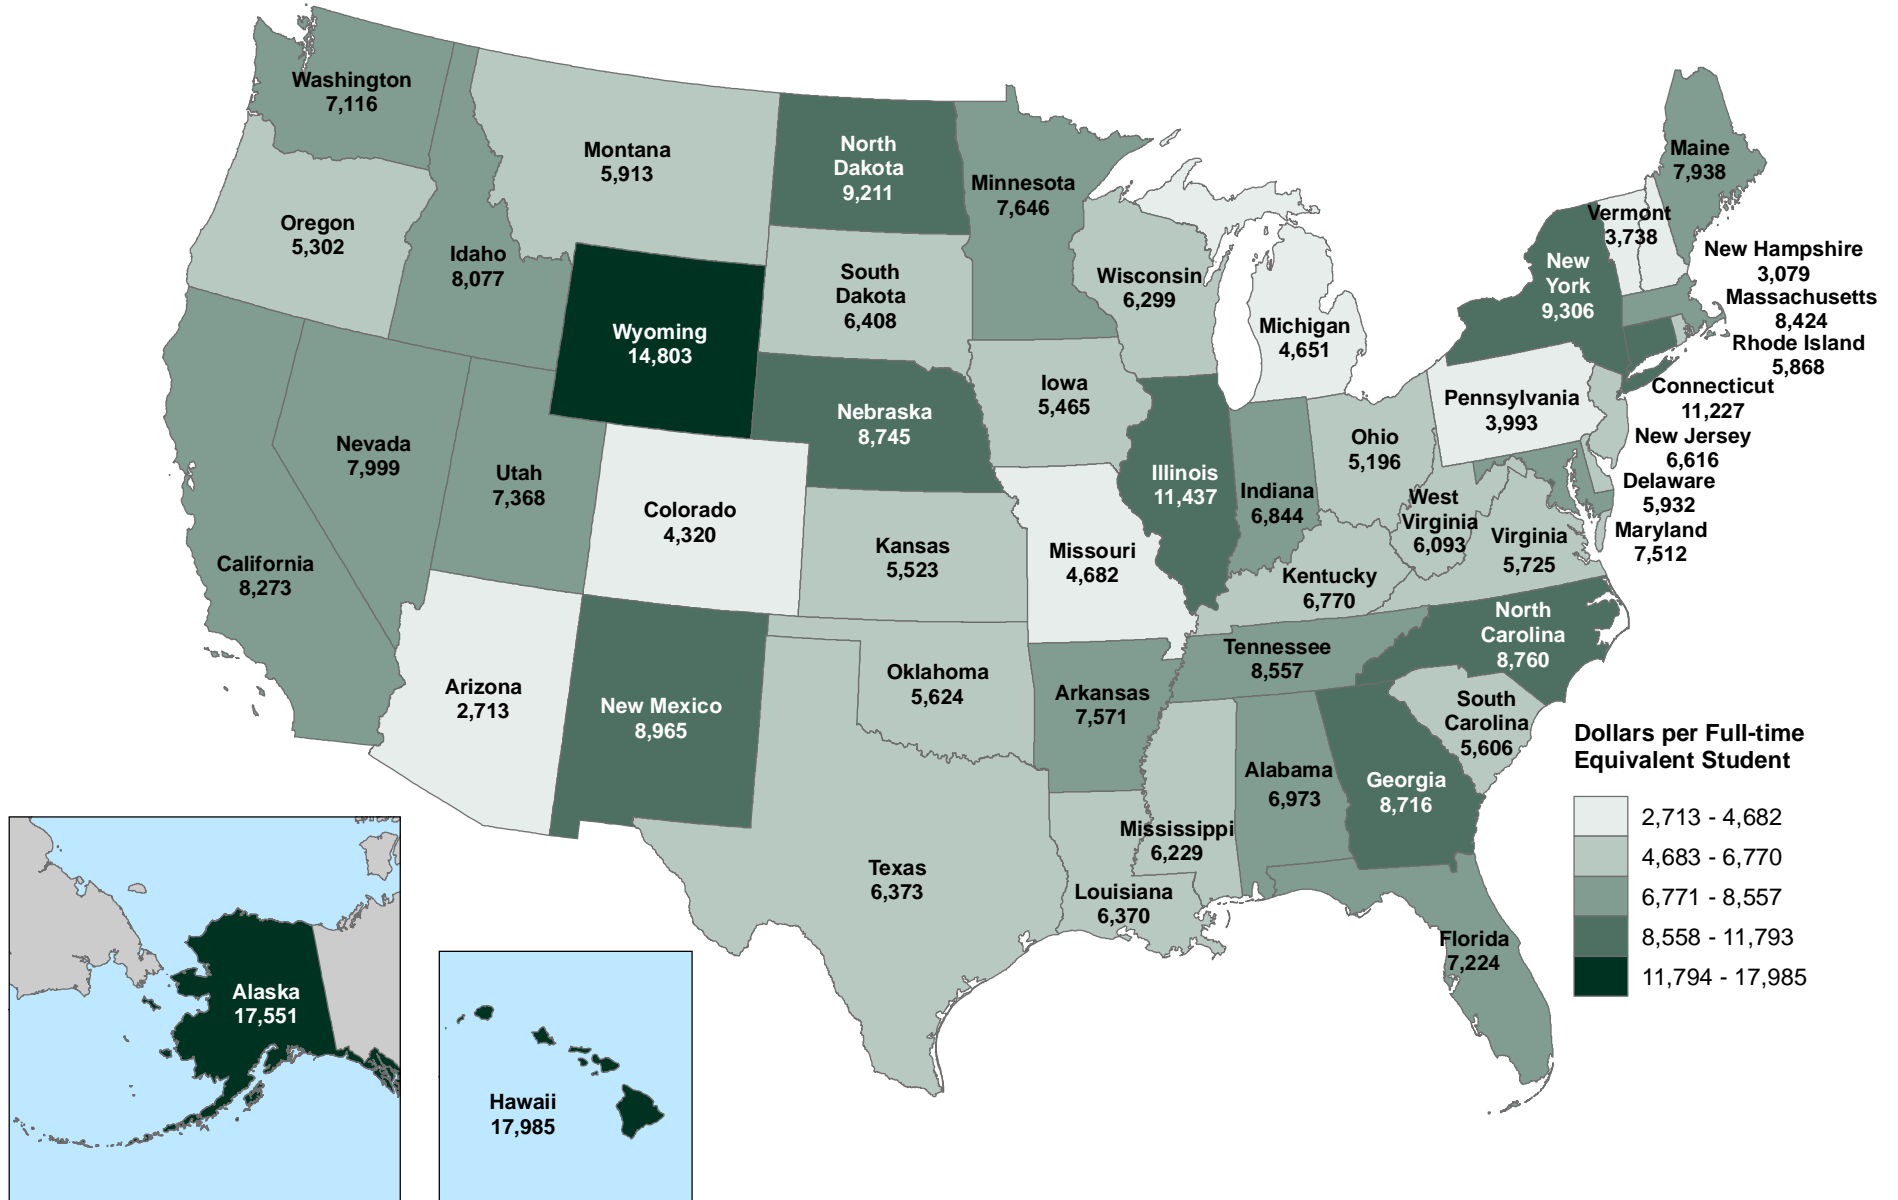 Washington
7,116
Oregon
5,302
Idaho
8,077
Montana
5,913
North
Dakota
9,211
Minnesota
7,646
South
Dakota
6,408
Wisconsin
6,299
Michigan
4,651
Wyoming
14,803
Nebraska
8,745
Iowa
5,465
Nevada
7,999
Utah
7,368
California
8,273
Colorado
4,320
Kansas
5,523
Missouri
4,682
Illinois
11,437
Indiana
6,844
Ohio
5,196
Kentucky
6,770
West
Virginia
6,093
Virginia
5,725
Pennsylvania
3,993
New
York
9,306
Vermont
3,738
Maine
7,938
New Hampshire
3,079
Massachusetts
8,424
Rhode Island
5,868
Connecticut
11,227
New Jersey
6,616
Delaware
5,932
Maryland
7,512
Arizona
2,713
New Mexico
8,965
Oklahoma
5,624
Texas
6,373
Arkansas
7,571
Louisiana
6,370
Mississippi
6,229
Alabama
6,973
Tennessee
8,557
North
Carolina
8,760
South
Carolina
5,606
Georgia
8,716
Florida
7,224
Alaska
17,551
Hawaii
17,985
Dollars per Full-time
Equivalent Student
2,713 - 4,682
4,683 - 6,770
6,771 - 8,557
8,558 - 11,793
11,794 - 17,985